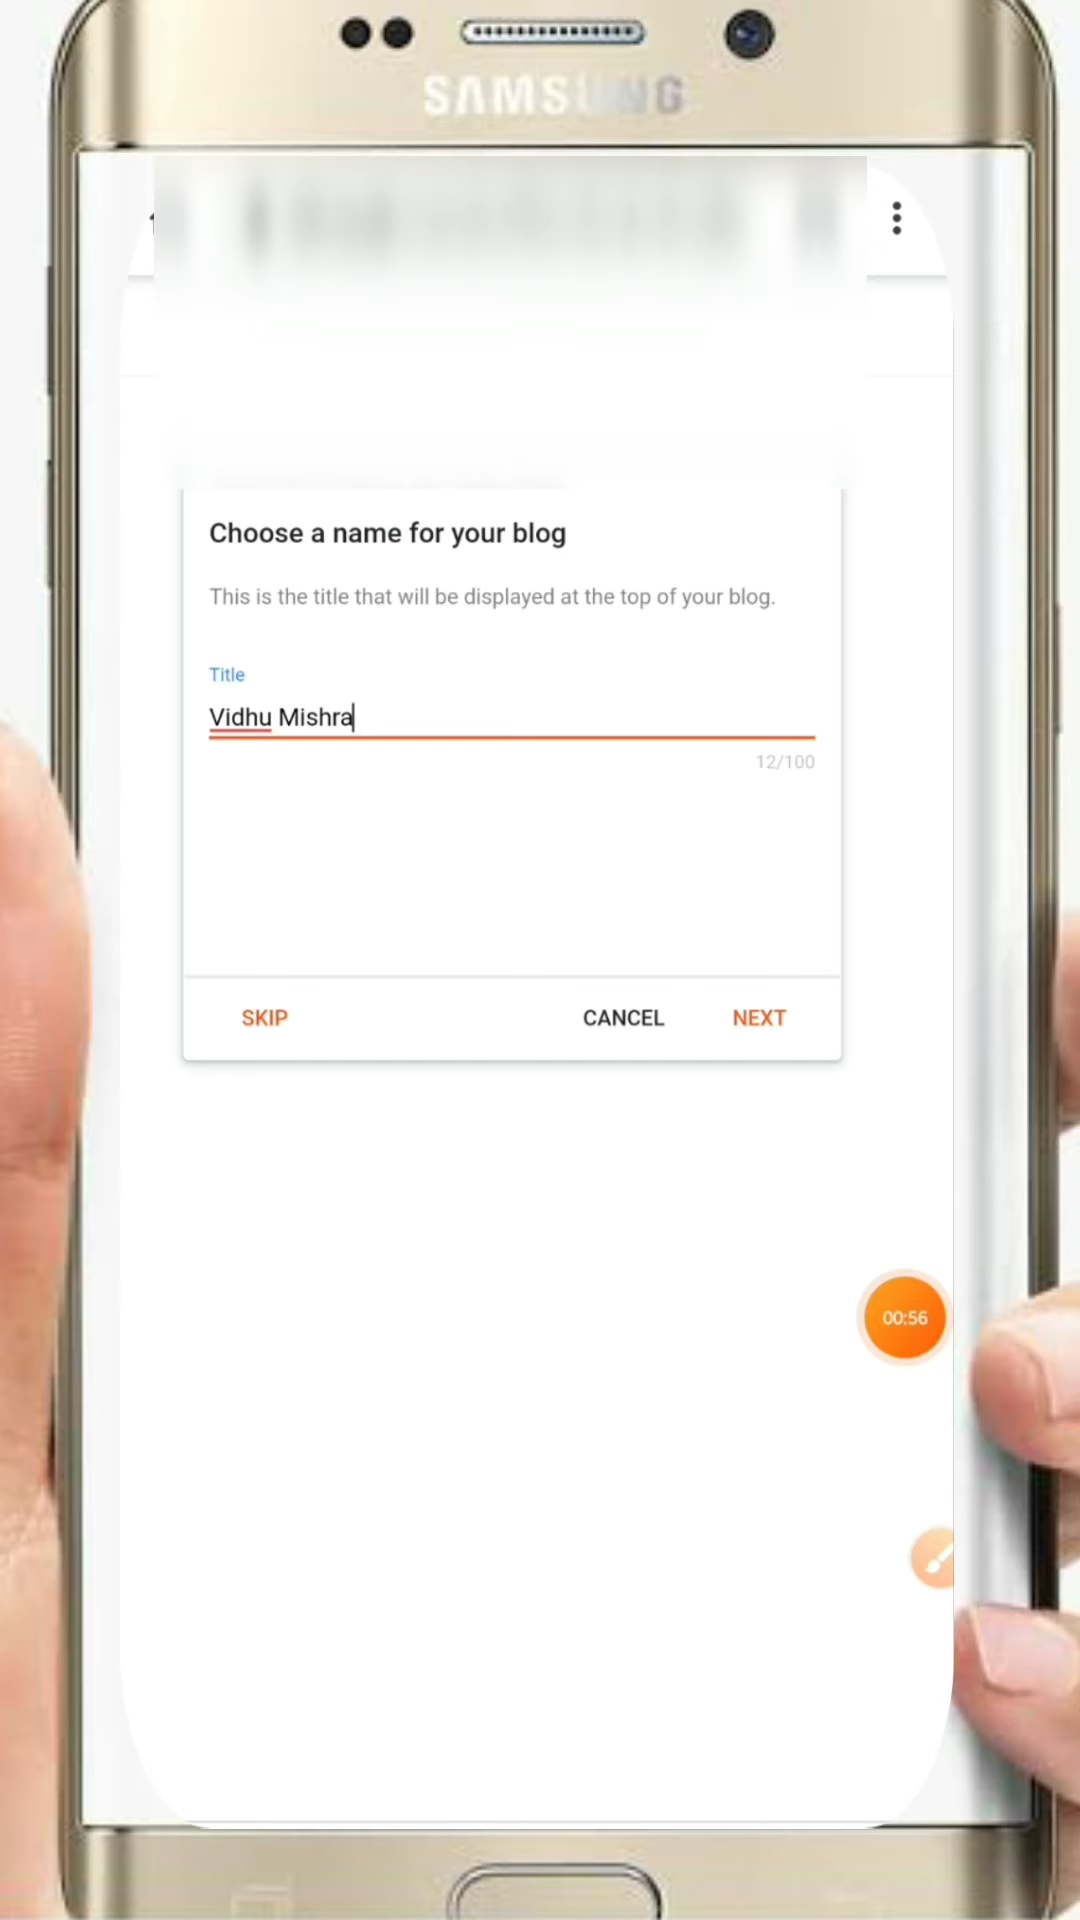 SAMSUNG
Choose a name for your blog
This is the title that will be displayed at the top of your blog.
Title
Vidhu Mishra
12/100
SKIP CANCEL NEXT
00:56